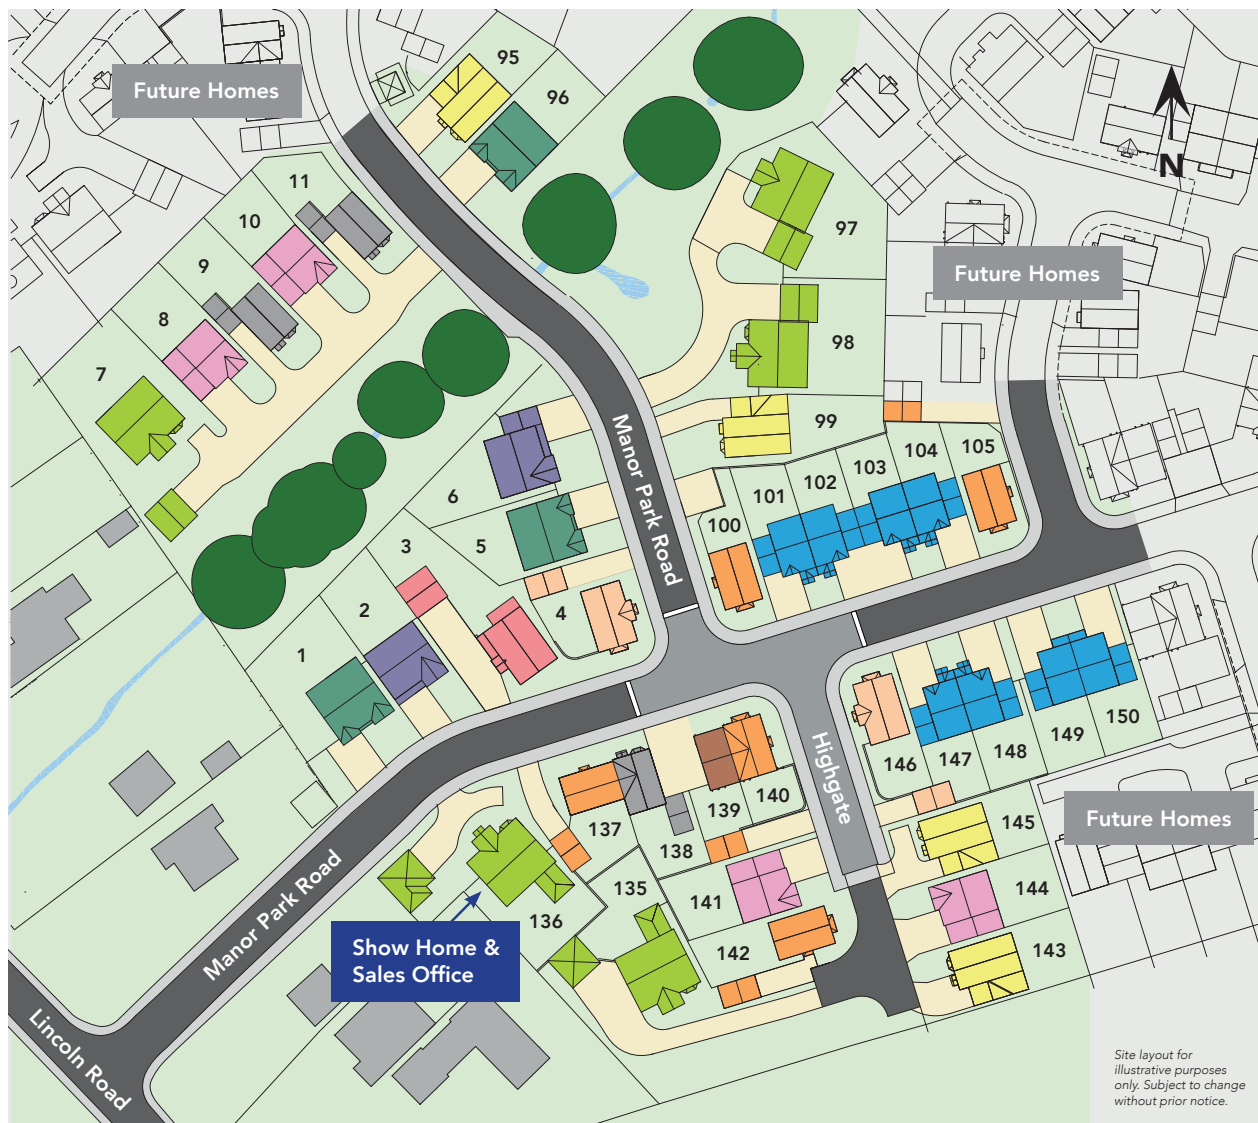 95
96
Future Homes
N
11
10
9
8
7
97
Future Homes
98
99
Manor Park Road
6
5
3
2
1
4
100
101
102
103
104
105
146
147
148
149
150
Highgate
137
138
139
140
145
144
143
Future Homes
135
141
142
136
Manor Park Road
Show Home &
Sales Office
Lincoln Road
Site layout for
illustrative purposes
only. Subject to change
without prior notice.